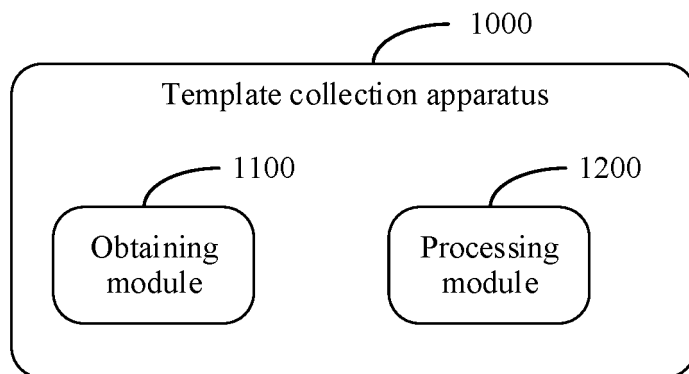 1000
Template collection apparatus
1100
1200
Obtaining
module
Processing
module